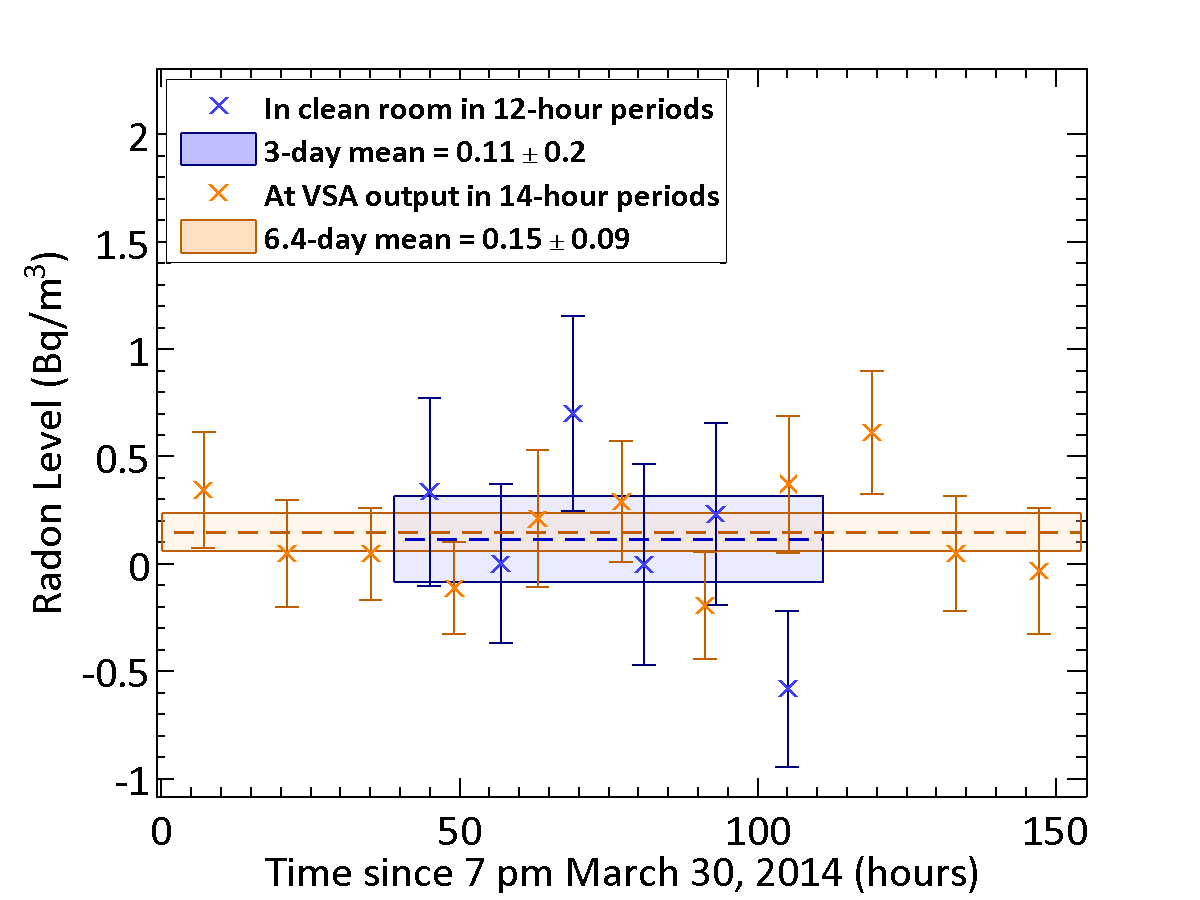 In clean room in 12-hour periods
3-day mean = 0.11 ± 0.2
At VSA output in 14-hour periods
6.4-day mean = 0.15 ± 0.09
Radon Level (Bq/m³)
2
1.5
1
0.5
0
-0.5
-1
0 50 100 150
Time since 7 pm March 30, 2014 (hours)